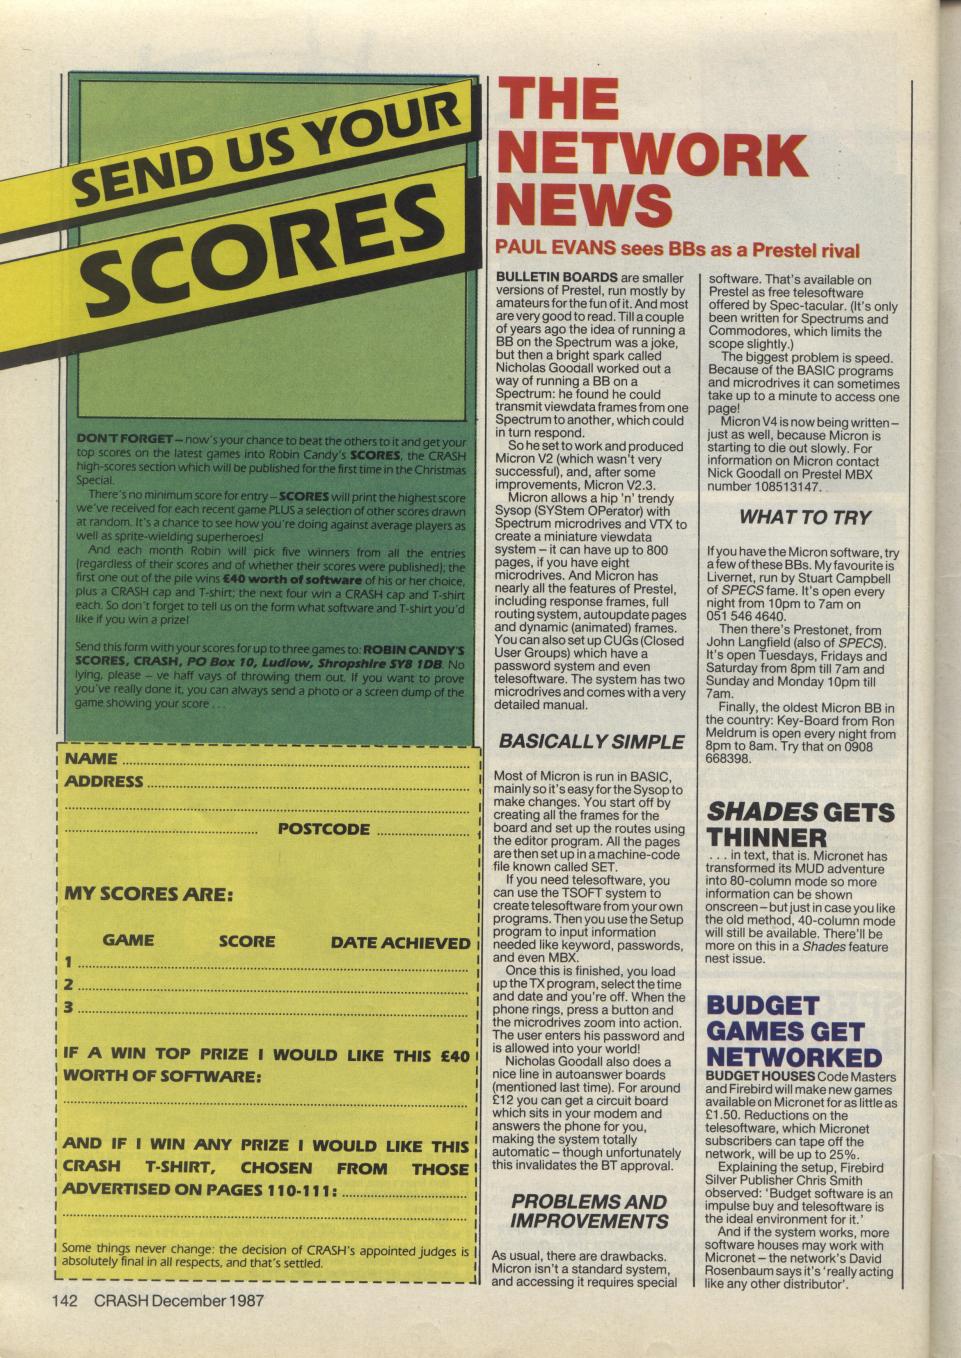 SEND US YOUR
SCORES
DON'T FORGET – now's your chance to beat the others to it and get your
top scores on the latest games into Robin Candy's SCORES, the CRASH
high-scores section which will be published for the first time in the Christmas
Special.
There's no minimum score for entry – SCORES will print the highest score
we've received for each recent game PLUS a selection of other scores drawn
at random. It's a chance to see how you're doing against average players as
well as sprite-wielding superheroes!
And each month Robin will pick five winners from all the entries
(regardless of their scores and of whether their scores were published); the
first one out of the pile wins £40 worth of software of his or her choice,
plus a CRASH cap and T-shirt; the next four win a CRASH cap and T-shirt
each. So don't forget to tell us on the form what software and T-shirt you'd
like if you win a prize!
Send this form with your scores for up to three games to: ROBIN CANDY'S
SCORES, CRASH, PO Box 10, Ludlow, Shropshire SY8 1DB. No
lying, please – ve haff vays of throwing them out. If you want to prove
you've really done it, you can always send a photo or a screen dump of the
game showing your score . . .
NAME
ADDRESS
POSTCODE
MY SCORES ARE:
GAME SCORE DATE ACHIEVED
1
2
3
IF A WIN TOP PRIZE I WOULD LIKE THIS £40
WORTH OF SOFTWARE:
AND IF I WIN ANY PRIZE I WOULD LIKE THIS
CRASH T-SHIRT, CHOSEN FROM THOSE
ADVERTISED ON PAGES 110-111:
Some things never change: the decision of CRASH's appointed judges is
absolutely final in all respects, and that's settled.
THE
NETWORK
NEWS
PAUL EVANS sees BBs as a Prestel rival
BULLETIN BOARDS are smaller
versions of Prestel, run mostly by
amateurs for the fun of it. And most
are very good to read. Till a couple
of years ago the idea of running a
BB on the Spectrum was a joke,
but then a bright spark called
Nicholas Goodall worked out a
way of running a BB on a
Spectrum: he found he could
transmit viewdata frames from one
Spectrum to another, which could
in turn respond.
So he set to work and produced
Micron V2 (which wasn't very
successful), and, after some
improvements, Micron V2.3.
Micron allows a hip 'n' trendy
Sysop (SYStem OPerator) with
Spectrum microdrives and VTX to
create a miniature viewdata
system – it can have up to 800
pages, if you have eight
microdrives. And Micron has
nearly all the features of Prestel,
including response frames, full
routing system, autoupdate pages
and dynamic (animated) frames.
You can also set up CUGs (Closed
User Groups) which have a
password system and even
telesoftware. The system has two
microdrives and comes with a very
detailed manual.
BASICALLY SIMPLE
Most of Micron is run in BASIC,
mainly so it's easy for the Sysop to
make changes. You start off by
creating all the frames for the
board and set up the routes using
the editor program. All the pages
are then set up in a machine-code
file known called SET.
If you need telesoftware, you
can use the TSOFT system to
create telesoftware from your own
programs. Then you use the Setup
program to input information
needed like keyword, passwords,
and even MBX.
Once this is finished, you load
up the TX program, select the time
and date and you're off. When the
phone rings, press a button and
the microdrives zoom into action.
The user enters his password and
is allowed into your world!
Nicholas Goodall also does a
nice line in autoanswer boards
(mentioned last time). For around
£12 you can get a circuit board
which sits in your modem and
answers the phone for you,
making the system totally
automatic – though unfortunately
this invalidates the BT approval.
PROBLEMS AND
IMPROVEMENTS
As usual, there are drawbacks.
Micron isn't a standard system,
and accessing it requires special
software. That's available on
Prestel as free telesoftware
offered by Spec-tacular. (It's only
been written for Spectrums and
Commodores, which limits the
scope slightly.)
The biggest problem is speed.
Because of the BASIC programs
and microdrives it can sometimes
take up to a minute to access one
page!
Micron V4 is now being written –
just as well, because Micron is
starting to die out slowly. For
information on Micron contact
Nick Goodall on Prestel MBX
number 108513147.
WHAT TO TRY
If you have the Micron software, try
a few of these BBs. My favourite is
Livernet, run by Stuart Campbell
of SPECS fame. It's open every
night from 10pm to 7am on
051 546 4640.
Then there's Prestonet, from
John Langfield (also of SPECS).
It's open Tuesdays, Fridays and
Saturday from 8pm till 7am and
Sunday and Monday 10pm till
7am.
Finally, the oldest Micron BB in
the country: Key-Board from Ron
Meldrum is open every night from
8pm to 8am. Try that on 0908
668398.
SHADES GETS
THINNER
. . . in text, that is. Micronet has
transformed its MUD adventure
into 80-column mode so more
information can be shown
onscreen – but just in case you like
the old method, 40-column mode
will still be available. There'll be
more on this in a Shades feature
nest issue.
BUDGET
GAMES GET
NETWORKED
BUDGET HOUSES Code Masters
and Firebird will make new games
available on Micronet for as little as
£1.50. Reductions on the
telesoftware, which Micronet
subscribers can tape off the
network, will be up to 25%.
Explaining the setup, Firebird
Silver Publisher Chris Smith
observed: 'Budget software is an
impulse buy and telesoftware is
the ideal environment for it.'
And if the system works, more
software houses may work with
Micronet – the network's David
Rosenbaum says it's 'really acting
like any other distributor'.
142 CRASH December 1987